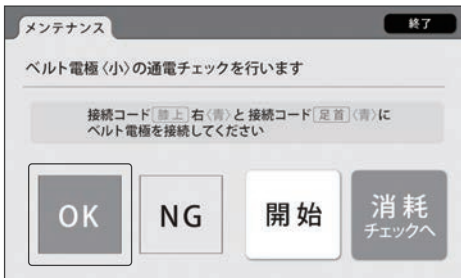 メンテナンス
終了
ベルト電極〈小〉の通電チェックを行います
接続コード 膝上 右〈青〉と接続コード 足首〈青〉に
ベルト電極を接続してください
OK
NG
開始
消耗
チェックへ